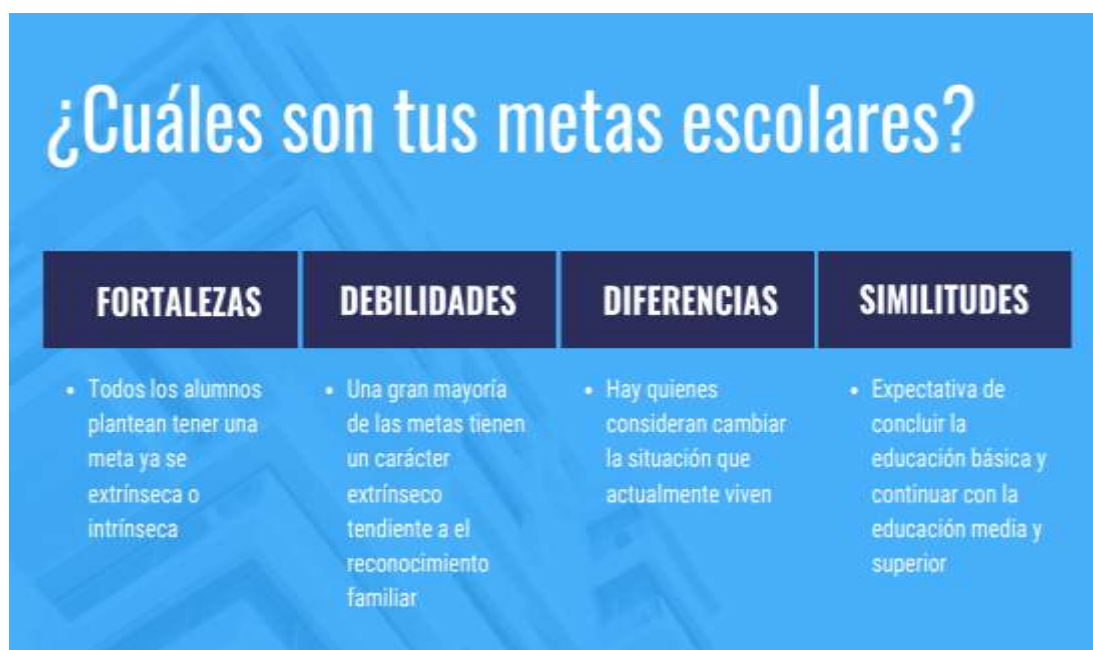 ¿Cuáles son tus metas escolares?
FORTALEZAS
• Todos los alumnos
plantean tener una
meta ya se
extrínseca o
intrínseca
DEBILIDADES
• Una gran mayoría
de las metas tienen
un carácter
extrínseco
tendiente a el
reconocimiento
familiar
DIFERENCIAS
• Hay quienes
consideran cambiar
la situación que
actualmente viven
SIMILITUDES
• Expectativa de
concluir la
educación básica y
continuar con la
educación media y
superior